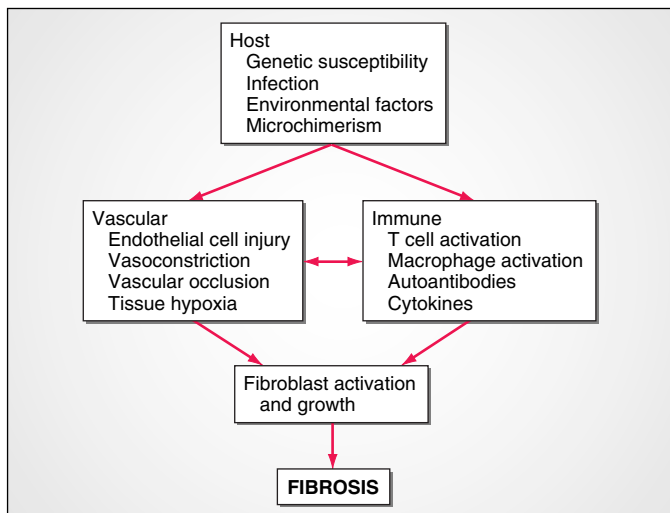 Host
Genetic susceptibility
Infection
Environmental factors
Microchimerism
Vascular
Endothelial cell injury
Vasoconstriction
Vascular occlusion
Tissue hypoxia
Immune
T cell activation
Macrophage activation
Autoantibodies
Cytokines
Fibroblast activation
and growth
FIBROSIS